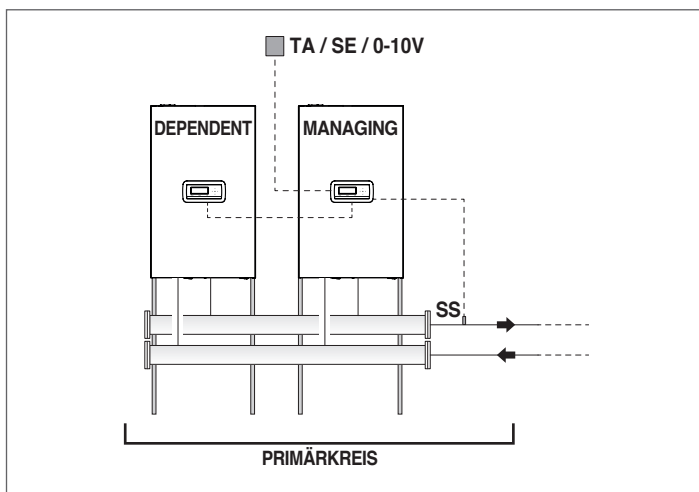 TA / SE / 0-10V
DEPENDENT
MANAGING
SS
PRIMÄRKREIS